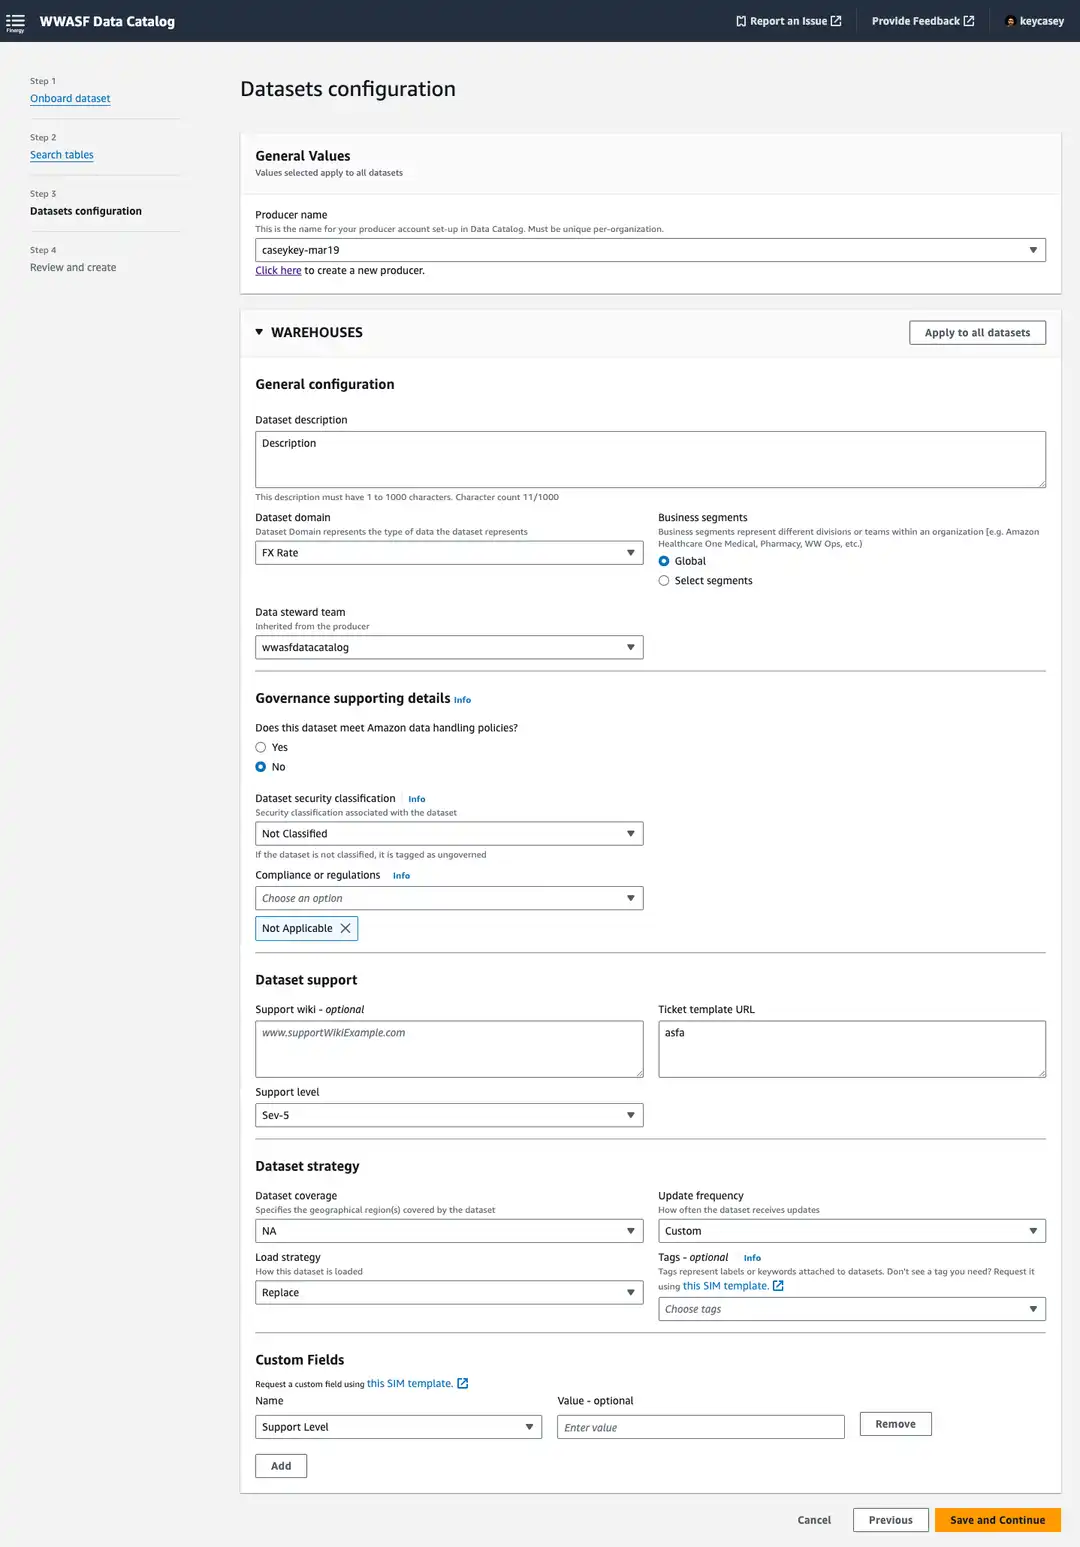 WWASF Data Catalog
Finergy
Report an Issue
Provide Feedback
keycasey
Step 1
Onboard dataset
Step 2
Search tables
Step 3
Datasets configuration
Step 4
Review and create
Datasets configuration
General Values
Values selected apply to all datasets
Producer name
This is the name for your producer account set-up in Data Catalog. Must be unique per-organization.
caseykey-mar19
Click here to create a new producer.
WAREHOUSES
Apply to all datasets
General configuration
Dataset description
Description
This description must have 1 to 1000 characters. Character count 11/1000
Dataset domain
Dataset Domain represents the type of data the dataset represents
FX Rate
Business segments
Business segments represent different divisions or teams within an organization [e.g. Amazon
Healthcare One Medical, Pharmacy, WW Ops, etc.)
Global
Select segments
Data steward team
Inherited from the producer
wwasfdatacatalog
Governance supporting details Info
Does this dataset meet Amazon data handling policies?
Yes
No
Dataset security classification Info
Security classification associated with the dataset
Not Classified
If the dataset is not classified, it is tagged as ungoverned
Compliance or regulations Info
Choose an option
Not Applicable
Dataset support
Support wiki - optional
www.supportWikiExample.com
Ticket template URL
asfa
Support level
Sev-5
Dataset strategy
Dataset coverage
Specifies the geographical region(s) covered by the dataset
NA
Update frequency
How often the dataset receives updates
Custom
Load strategy
How this dataset is loaded
Replace
Tags - optional Info
Tags represent labels or keywords attached to datasets. Don't see a tag you need? Request it
using this SIM template.
Choose tags
Custom Fields
Request a custom field using this SIM template.
Name
Support Level
Value - optional
Enter value
Remove
Add
Cancel
Previous
Save and Continue